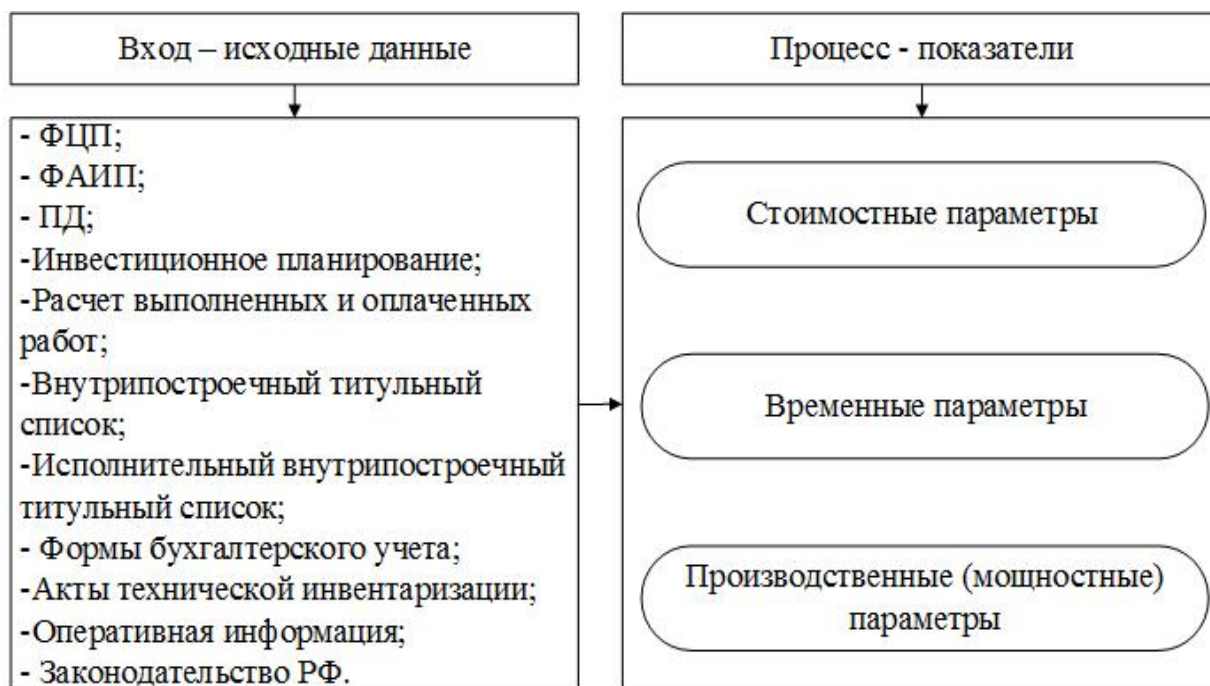 Вход – исходные данные
- ФЦП;
- ФАИП;
- ПД;
-Инвестиционное планирование;
-Расчет выполненных и оплаченных
работ;
-Внутрипостроечный титульный
список;
-Исполнительный внутрипостроечный
титульный список;
- Формы бухгалтерского учета;
-Акты технической инвентаризации;
-Оперативная информация;
- Законодательство РФ.
Процесс - показатели
Стоимостные параметры
Временные параметры
Производственные (мощностные)
параметры